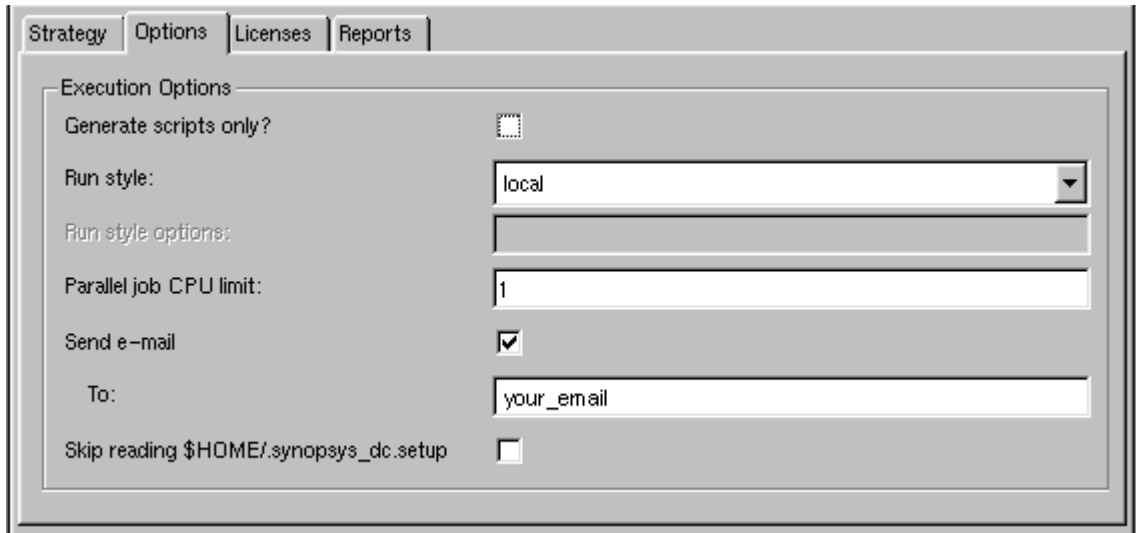 Strategy Options Licenses Reports
Execution Options
Generate scripts only?
Run style: local
Run style options:
Parallel job CPU limit: 1
Send e-mail
To: your_email
Skip reading $HOME/.synopsys_dc.setup